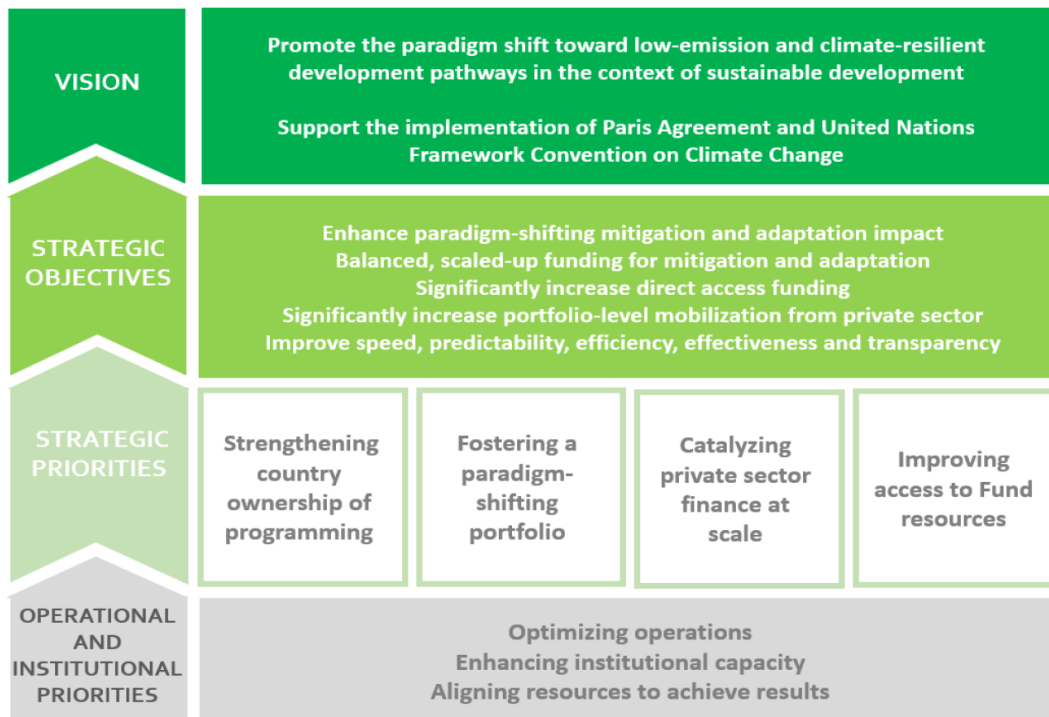 VISION
Promote the paradigm shift toward low-emission and climate-resilient
development pathways in the context of sustainable development
Support the implementation of Paris Agreement and United Nations
Framework Convention on Climate Change
STRATEGIC
OBJECTIVES
Enhance paradigm-shifting mitigation and adaptation impact
Balanced, scaled-up funding for mitigation and adaptation
Significantly increase direct access funding
Significantly increase portfolio-level mobilization from private sector
Improve speed, predictability, efficiency, effectiveness and transparency
STRATEGIC
PRIORITIES
Strengthening
country
ownership of
programming
Fostering a
paradigm-
shifting
portfolio
Catalyzing
private sector
finance at
scale
Improving
access to Fund
resources
OPERATIONAL
AND
INSTITUTIONAL
PRIORITIES
Optimizing operations
Enhancing institutional capacity
Aligning resources to achieve results